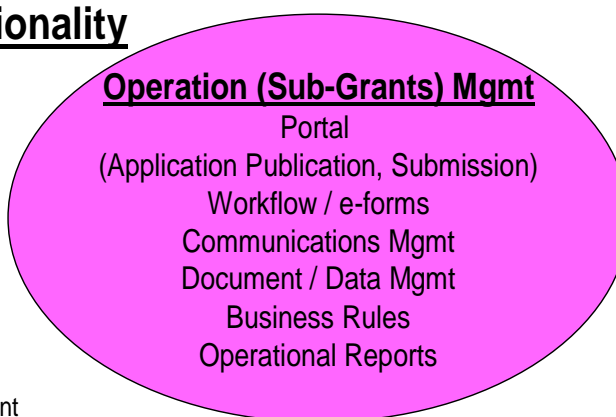 ionality
Operation (Sub-Grants) Mgmt
Portal
(Application Publication, Submission)
Workflow / e-forms
Communications Mgmt
Document / Data Mgmt
Business Rules
Operational Reports
nt